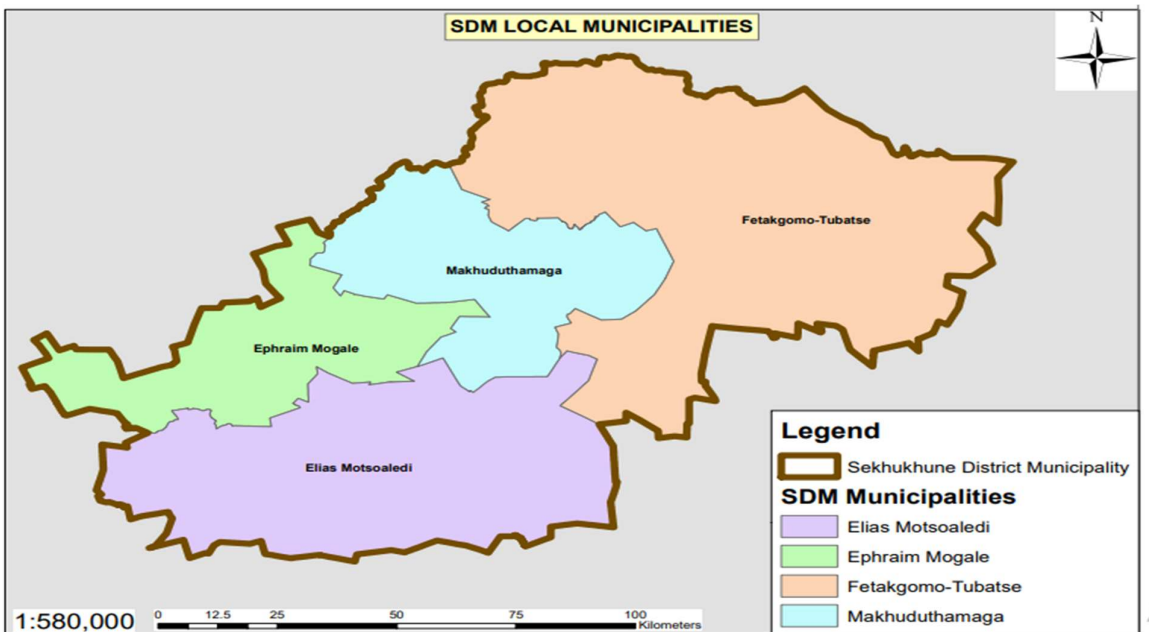 SDM LOCAL MUNICIPALITIES
N
Fetakgomo-Tubatse
Makhuduthamaga
Ephraim Mogale
Elias Motsoaledi
Legend
Sekhukhune District Municipality
SDM Municipalities
Elias Motsoaledi
Ephraim Mogale
Fetakgomo-Tubatse
Makhuduthamaga
1:580,000
0 12.5 25 50 75 100
Kilometers